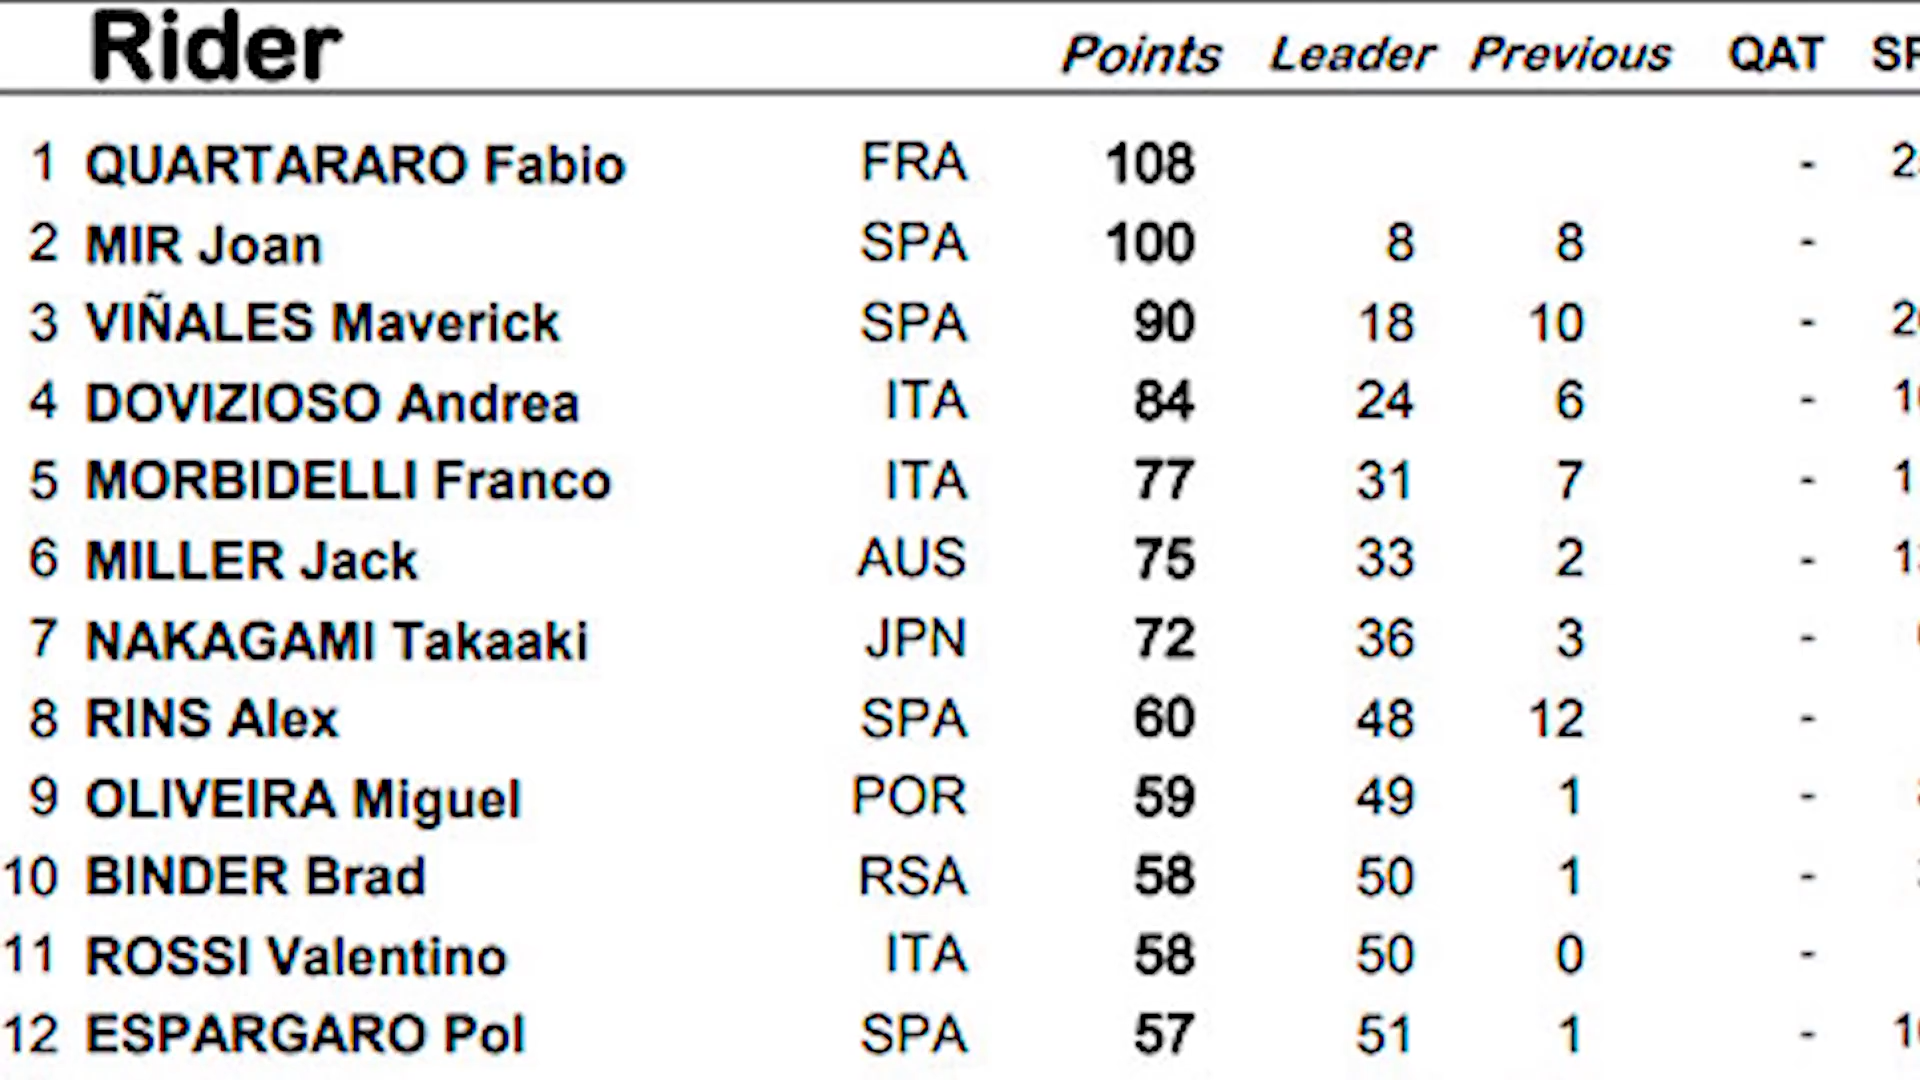 Rider Points Leader Previous QAT
1 QUARTARARO Fabio FRA 108 -
2 MIR Joan SPA 100 8 8 -
3 VIÑALES Maverick SPA 90 18 10 -
4 DOVIZIOSO Andrea ITA 84 24 6 -
5 MORBIDELLI Franco ITA 77 31 7 -
6 MILLER Jack AUS 75 33 2 -
7 NAKAGAMI Takaaki JPN 72 36 3 -
8 RINS Alex SPA 60 48 12 -
9 OLIVEIRA Miguel POR 59 49 1 -
10 BINDER Brad RSA 58 50 1 -
11 ROSSI Valentino ITA 58 50 0 -
12 ESPARGARO Pol SPA 57 51 1 -